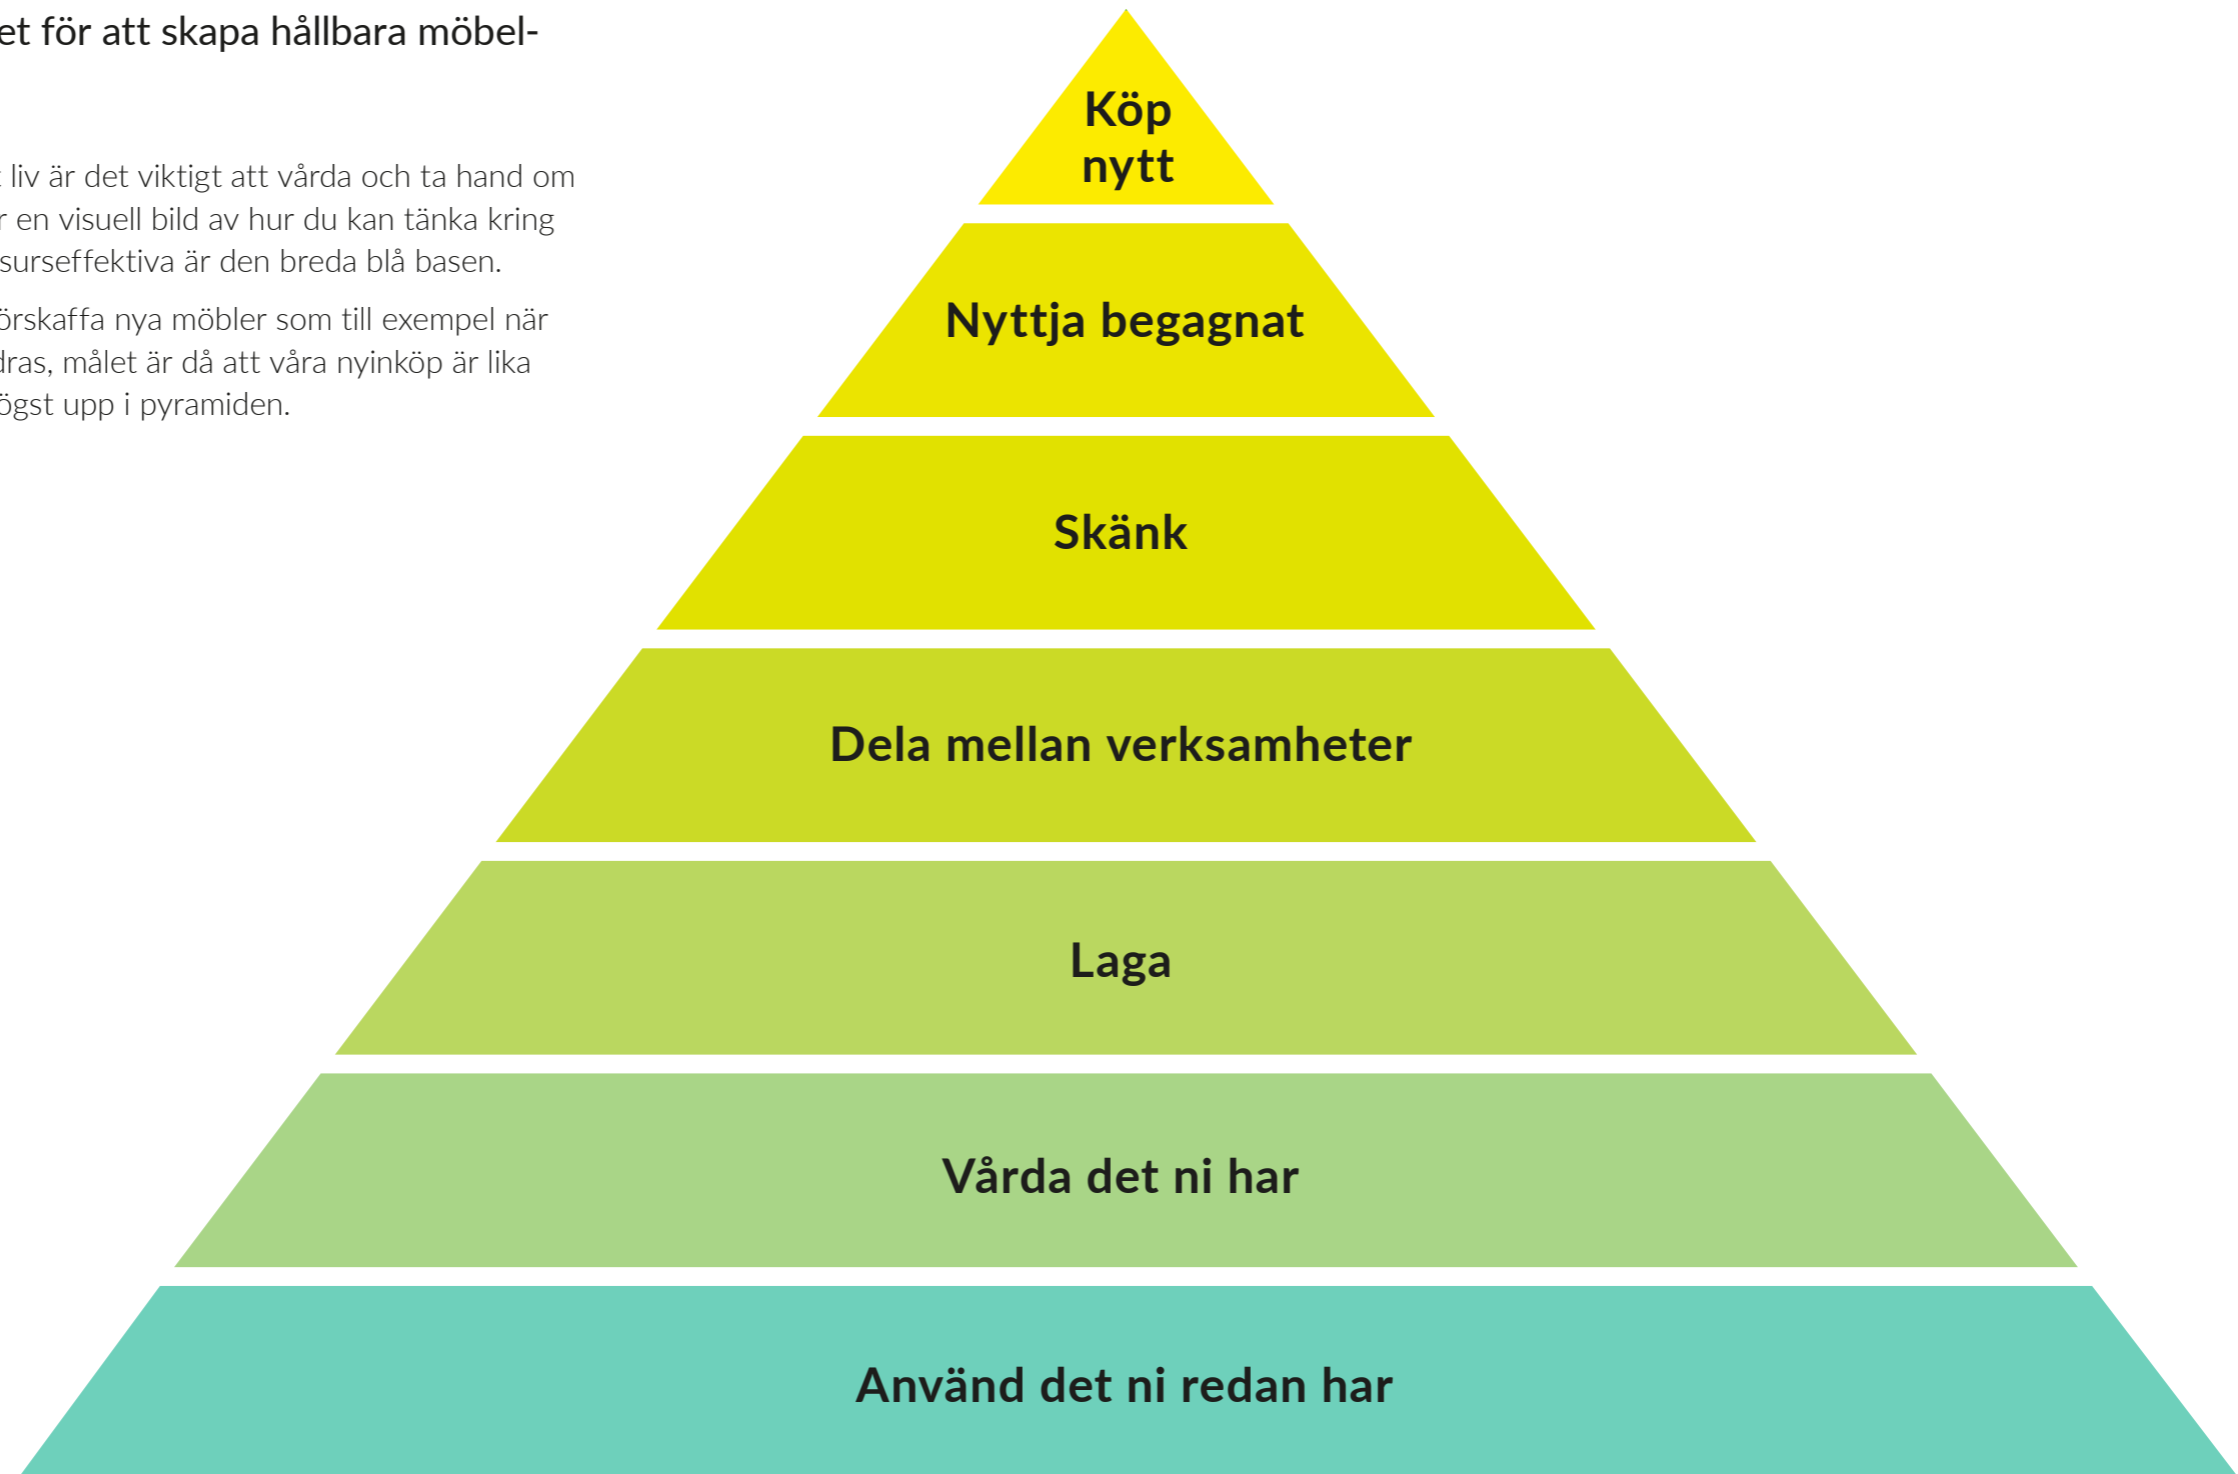 et för att skapa hållbara möbel-
liv är det viktigt att vårda och ta hand om
en visuell bild av hur du kan tänka kring
surseffektiva är den breda blå basen.
örskaffa nya möbler som till exempel när
dras, målet är då att våra nyinköp är lika
ögst upp i pyramiden.
Köp
nytt
Nyttja begagnat
Skänk
Dela mellan verksamheter
Laga
Vårda det ni har
Använd det ni redan har